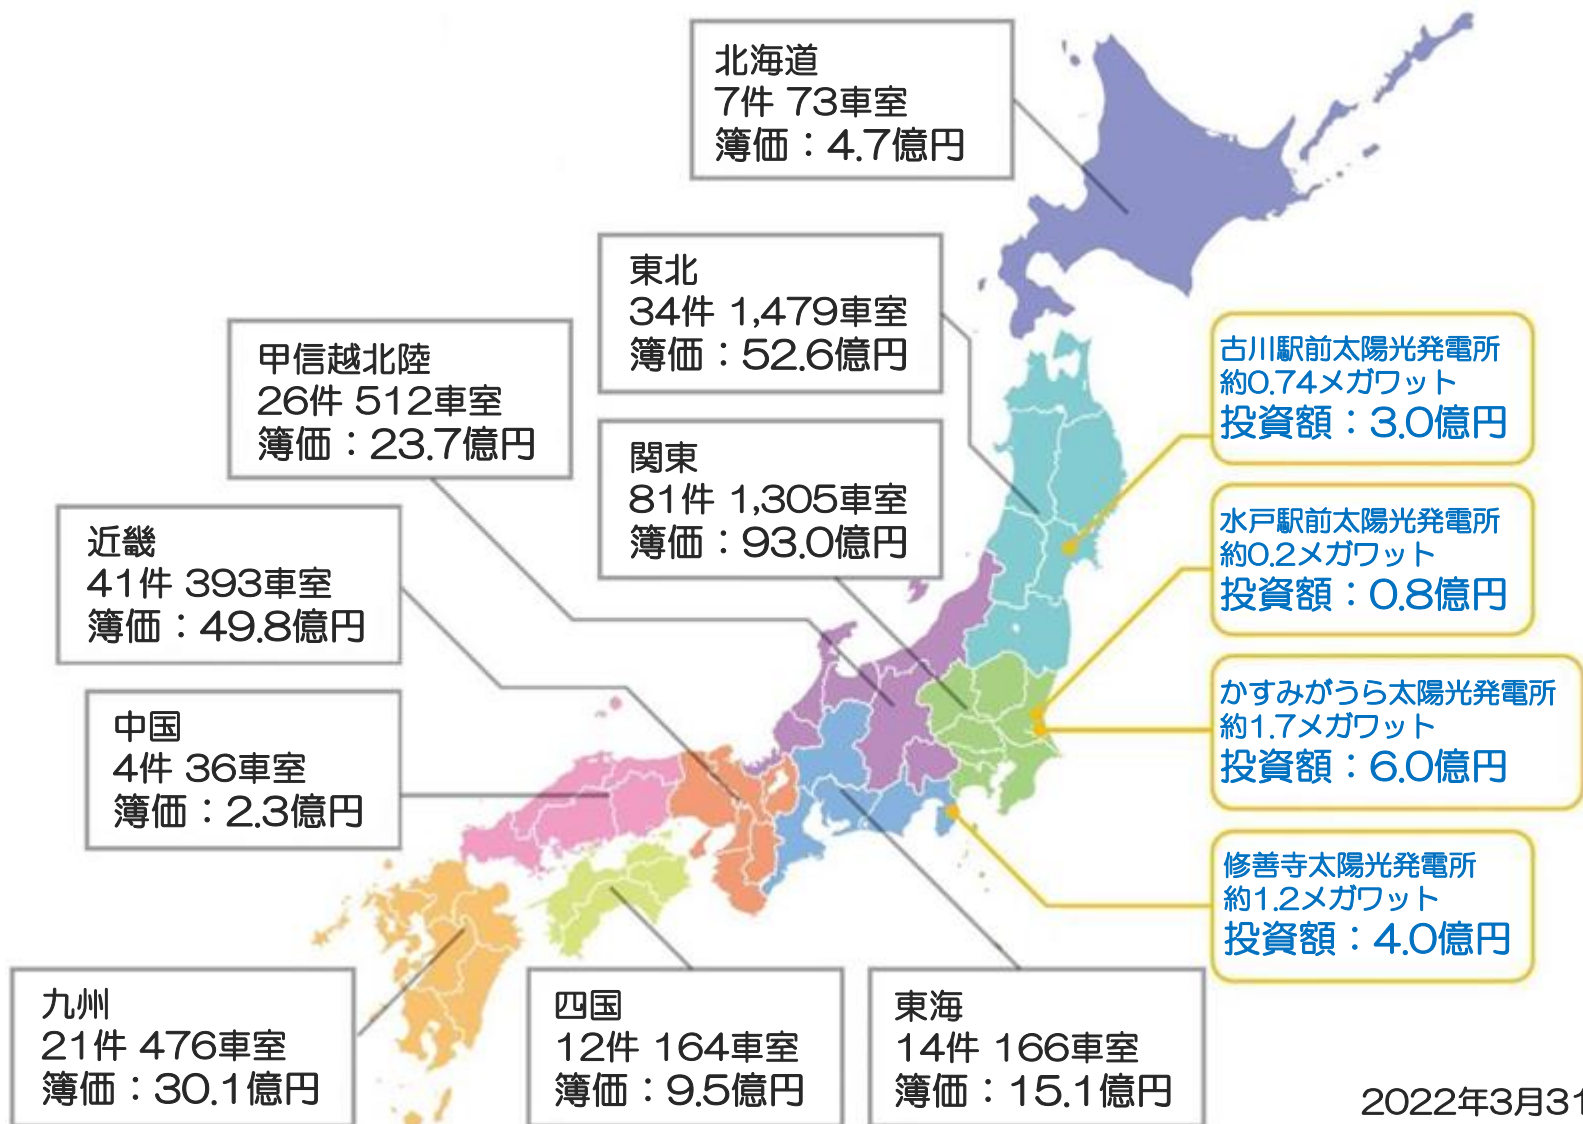 北海道
7件 73車室
簿価：4.7億円
東北
34件 1,479車室
簿価：52.6億円
甲信越北陸
26件 512車室
簿価：23.7億円
関東
81件 1,305車室
簿価：93.0億円
近畿
41件 393車室
簿価：49.8億円
中国
4件 36車室
簿価：2.3億円
古川駅前太陽光発電所
約0.74メガワット
投資額：3.0億円
水戸駅前太陽光発電所
約0.2メガワット
投資額：0.8億円
かすみがうら太陽光発電所
約1.7メガワット
投資額：6.0億円
修善寺太陽光発電所
約1.2メガワット
投資額：4.0億円
九州
21件 476車室
簿価：30.1億円
四国
12件 164車室
簿価：9.5億円
東海
14件 166車室
簿価：15.1億円
2022年3月31